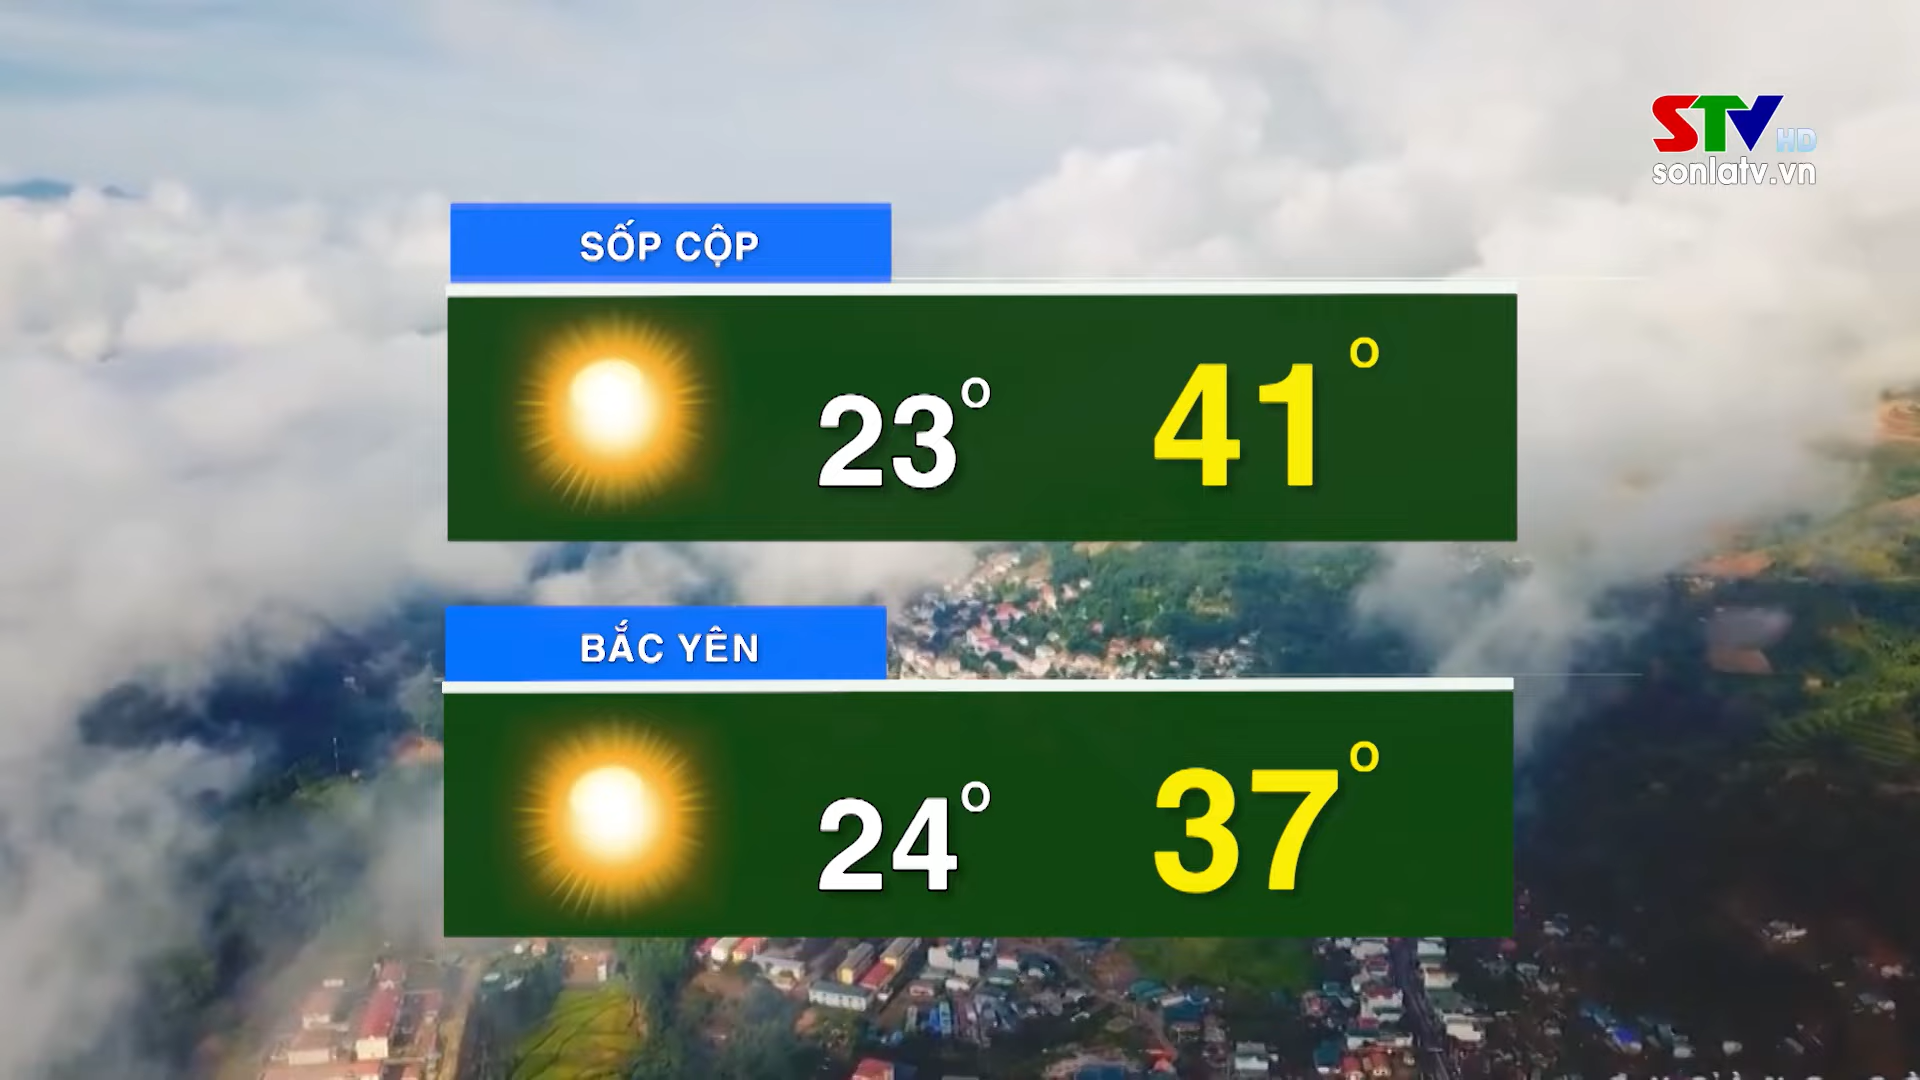 STV HD
sonlatv.vn
SỐP CỘP
23° 41°
BẮC YÊN
24° 37°